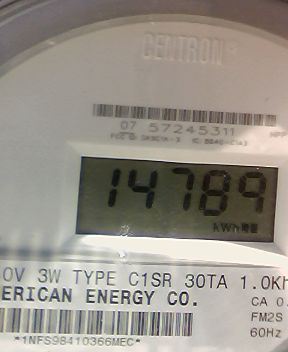 CENTRON®
07 57245311
14789
kWh
0V 3W TYPE C1SR 30TA 1.0Kh
ERICAN ENERGY CO.
CA 0.
FM2S
60Hz
*1NFS98410366MEC*